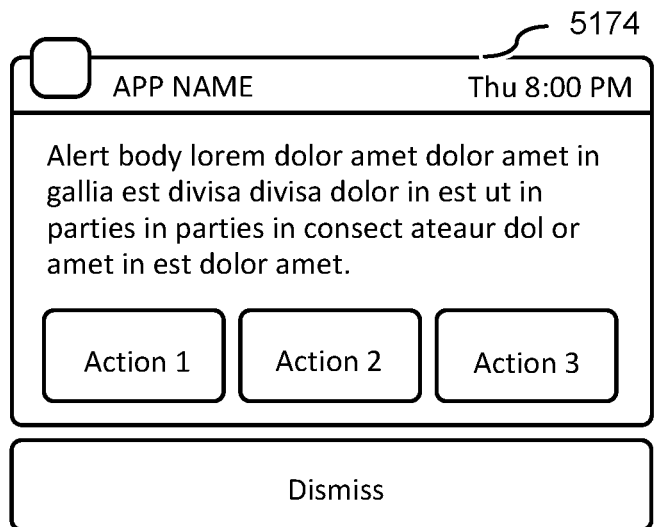 5174
APP NAME Thu 8:00 PM
Alert body lorem dolor amet dolor amet in
gallia est divisa divisa dolor in est ut in
parties in parties in consect ateaur dol or
amet in est dolor amet.
Action 1 Action 2 Action 3
Dismiss